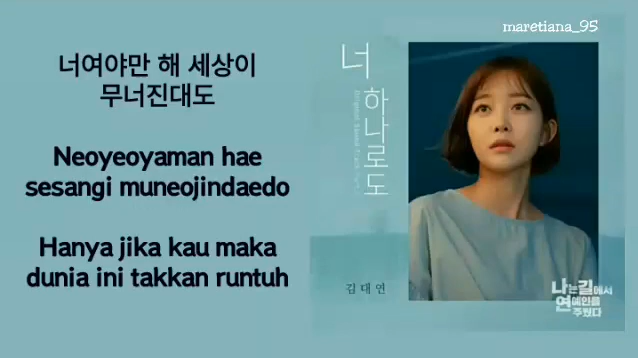 maretiana_95
너여야만 해 세상이
무너진대도
Neoyeoyaman hae
sesangi muneojindaedo
Hanya jika kau maka
dunia ini takkan runtuh
너 하나로도
김대연
나는길에서
연예인을
주웠다